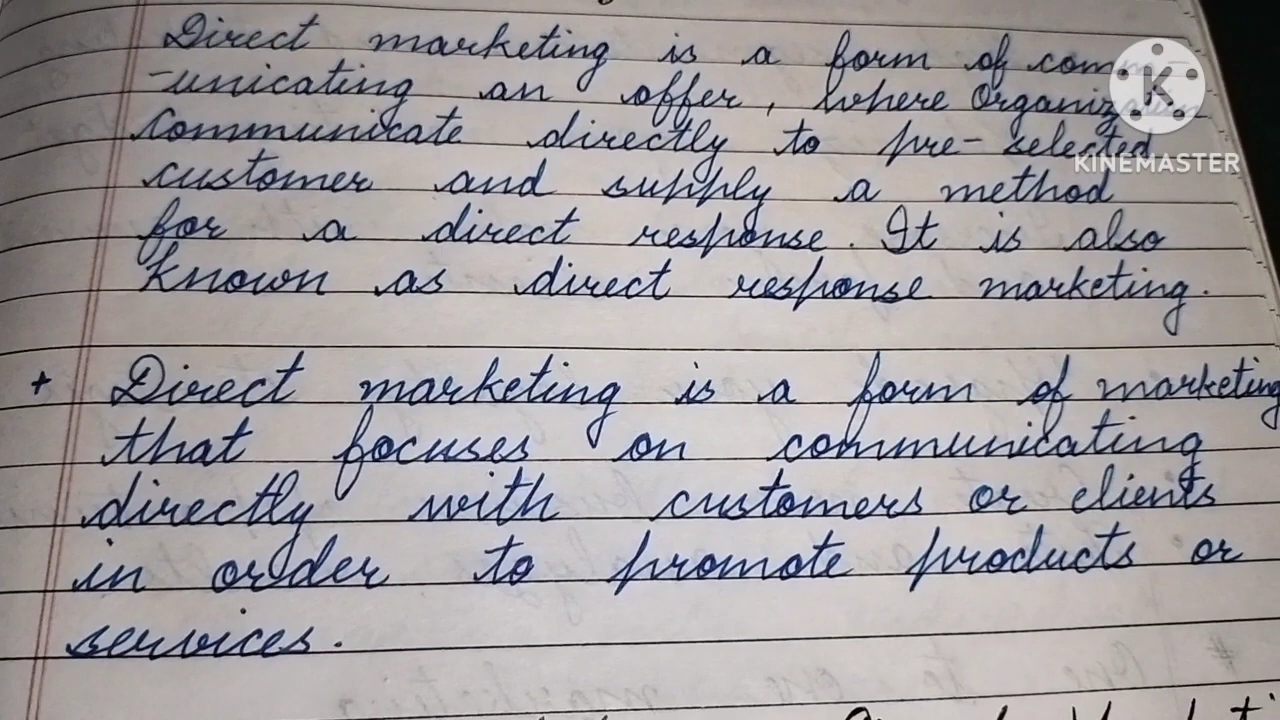 Direct marketing is a form of comm
-unicating an offer, where Organization
communicate directly to pre-selected
customer and supply a method
for a direct response. It is also
known as direct response marketing.
+ Direct marketing is a form of marketing
that focuses on communicating
directly with customers or clients
in order to promote products or
services.
K
KINEMASTER